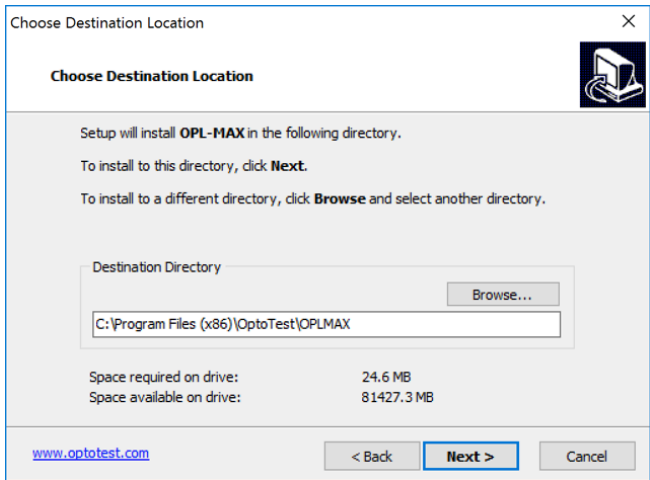 Choose Destination Location
Choose Destination Location
Setup will install OPL-MAX in the following directory.
To install to this directory, click Next.
To install to a different directory, click Browse and select another directory.
Destination Directory
Browse...
C:\Program Files (x86)\OptoTest\OPLMAX
Space required on drive: 24.6 MB
Space available on drive: 81427.3 MB
www.optotest.com < Back Next > Cancel